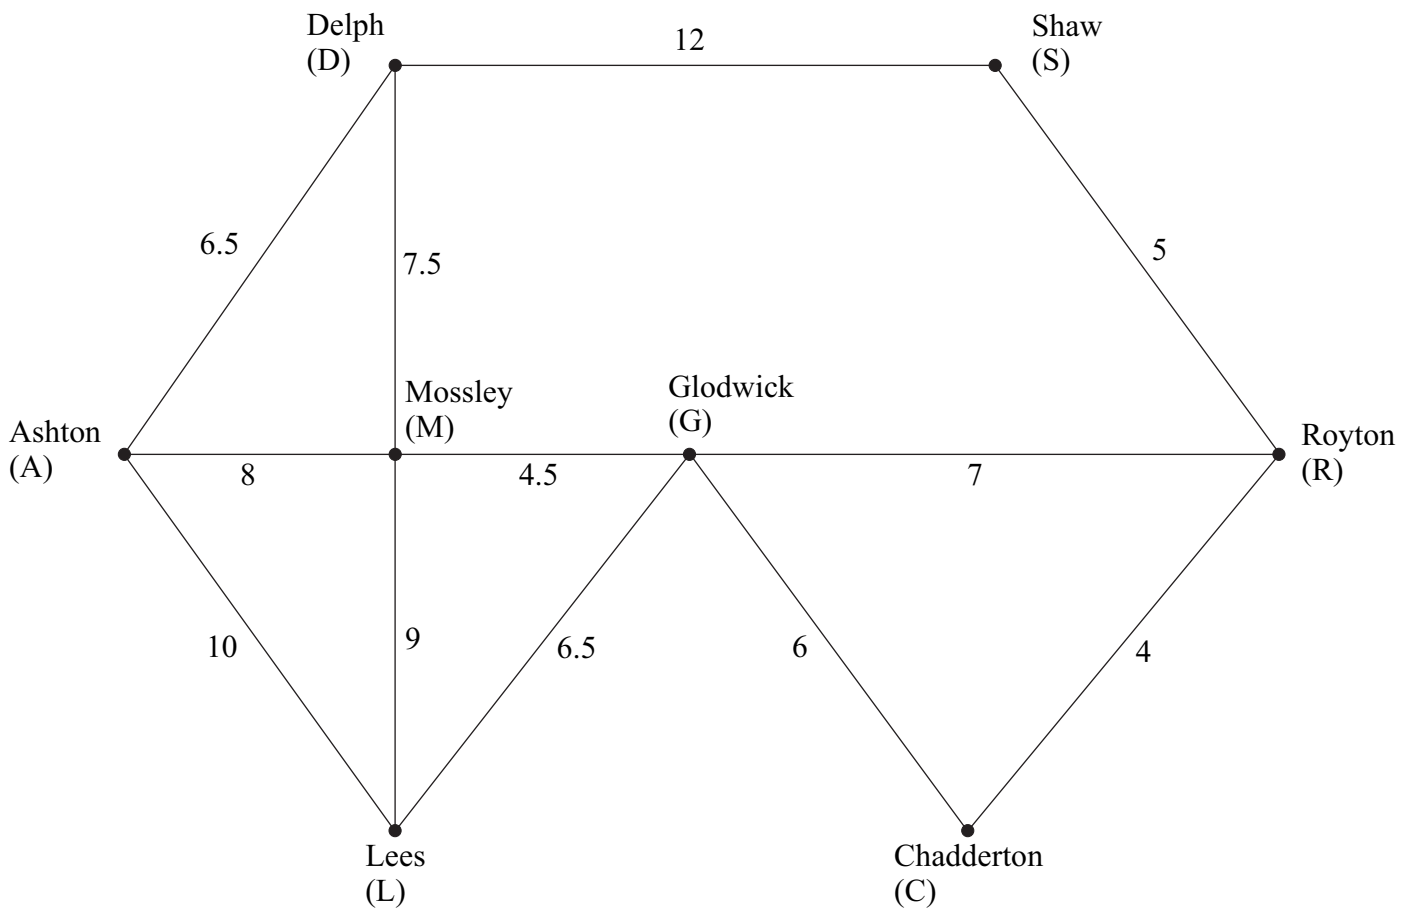 Delph
(D)
12
Shaw
(S)
6.5
7.5
5
Ashton
(A)
Mossley
(M)
Glodwick
(G)
Royton
(R)
8
4.5
7
10
9
6.5
6
4
Lees
(L)
Chadderton
(C)